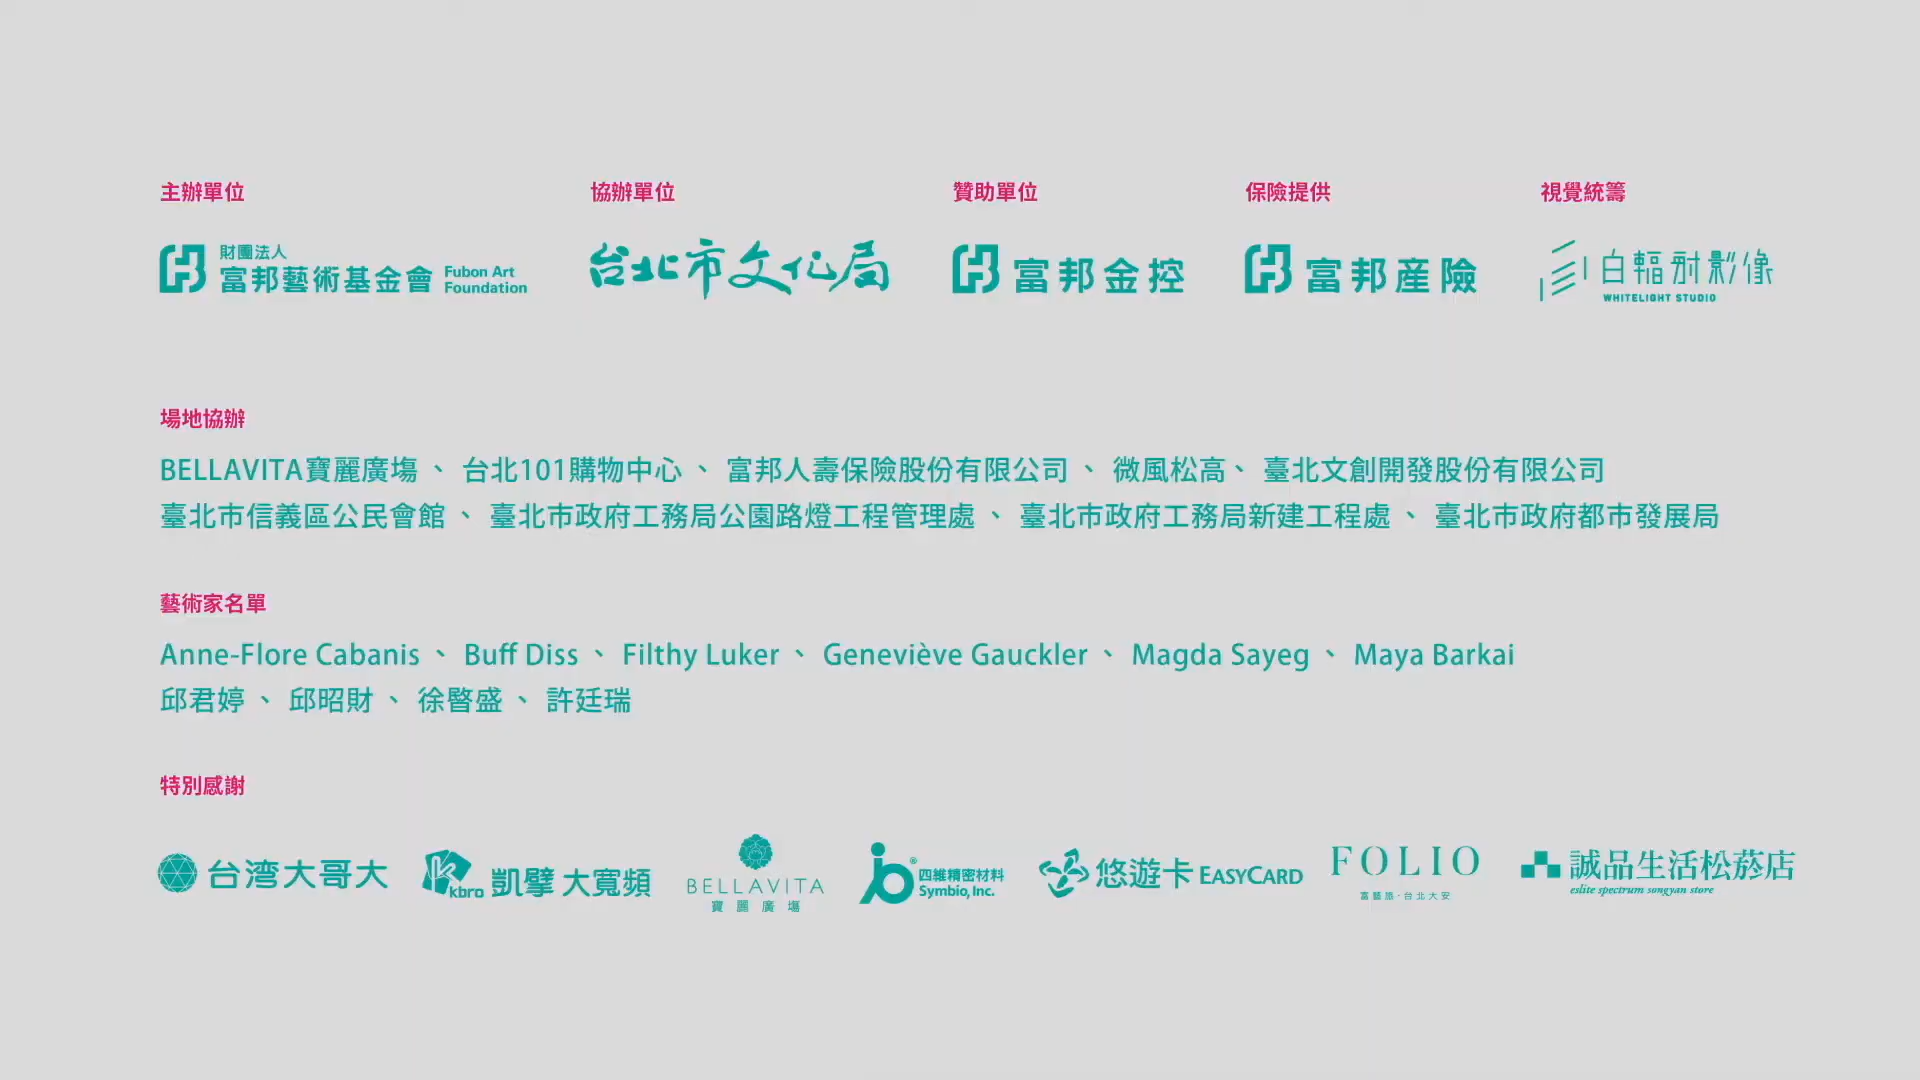 主辦單位
財團法人
富邦藝術基金會 Fubon Art Foundation
協辦單位
台北市文化局
贊助單位
富邦金控
保險提供
富邦產險
視覺統籌
白輻射影像
WHITELIGHT STUDIO
場地協辦
BELLAVITA寶麗廣塲、 台北101購物中心、 富邦人壽保險股份有限公司、 微風松高、 臺北文創開發股份有限公司
臺北市信義區公民會館、 臺北市政府工務局公園路燈工程管理處、 臺北市政府工務局新建工程處、 臺北市政府都市發展局
藝術家名單
Anne-Flore Cabanis、 Buff Diss、 Filthy Luker、 Geneviève Gauckler、 Magda Sayeg、 Maya Barkai
邱君婷、 邱昭財、 徐暋盛、 許廷瑞
特別感謝
台湾大哥大
kbro 凱擘大寬頻
BELLAVITA
寶麗廣塲
四維精密材料
Symbio, Inc.
悠遊卡 EASYCARD
FOLIO
富藝旅·台北大安
誠品生活松菸店
eslite spectrum songyan store